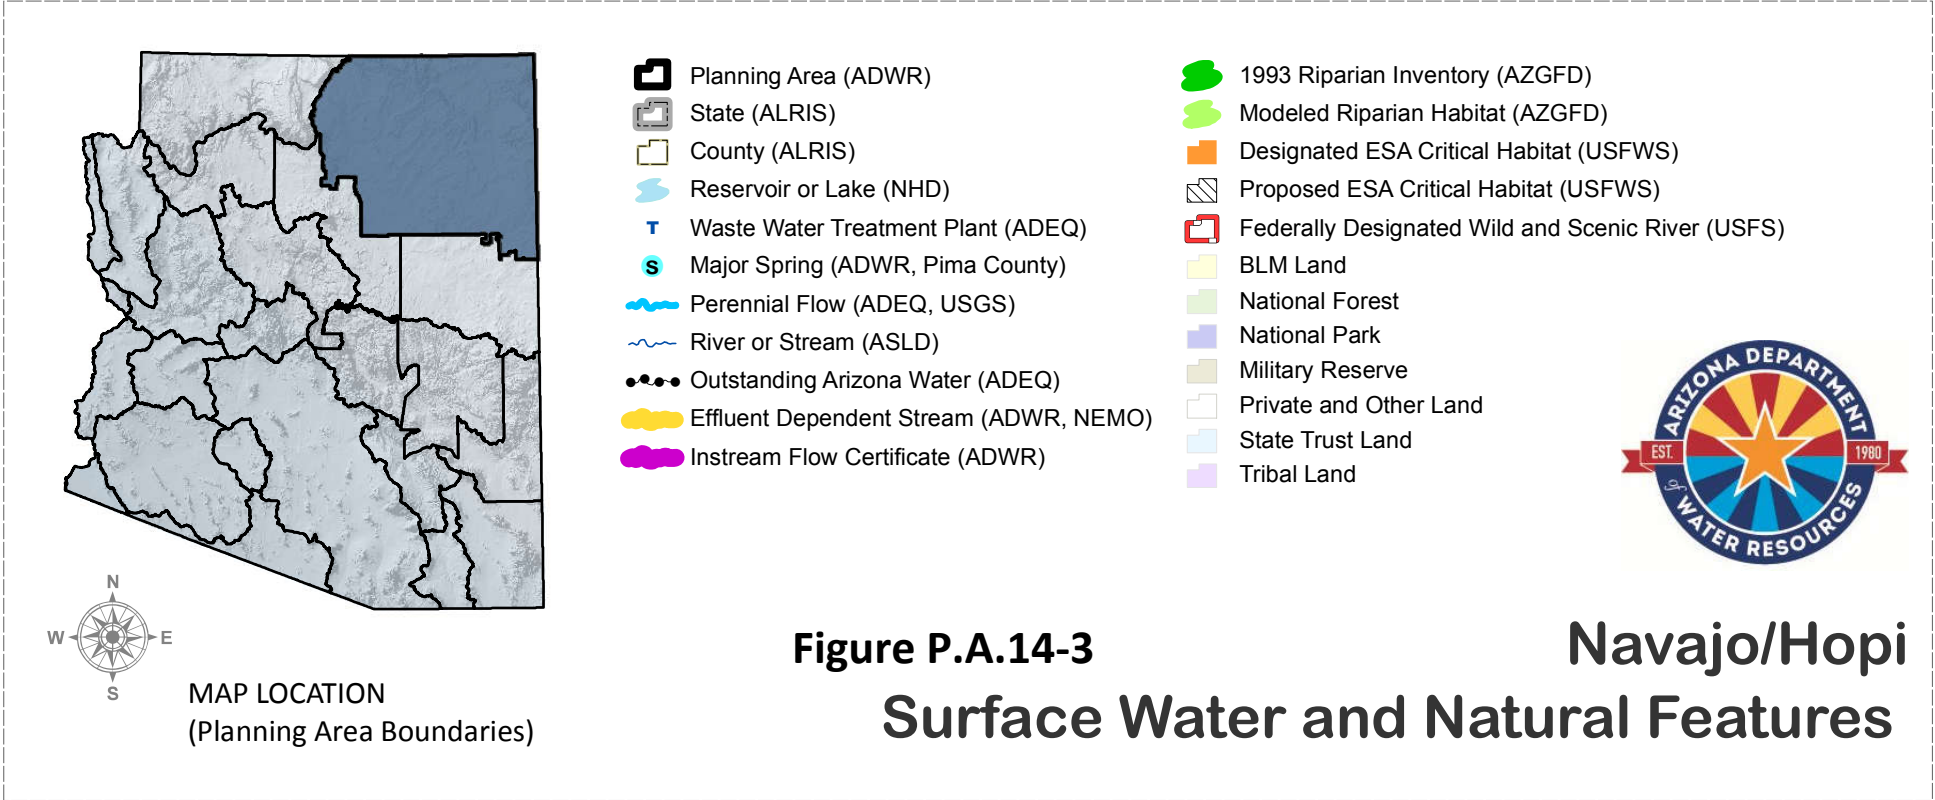 Planning Area (ADWR)
State (ALRIS)
County (ALRIS)
Reservoir or Lake (NHD)
T Waste Water Treatment Plant (ADEQ)
S Major Spring (ADWR, Pima County)
Perennial Flow (ADEQ, USGS)
River or Stream (ASLD)
Outstanding Arizona Water (ADEQ)
Effluent Dependent Stream (ADWR, NEMO)
Instream Flow Certificate (ADWR)
1993 Riparian Inventory (AZGFD)
Modeled Riparian Habitat (AZGFD)
Designated ESA Critical Habitat (USFWS)
Proposed ESA Critical Habitat (USFWS)
Federally Designated Wild and Scenic River (USFS)
BLM Land
National Forest
National Park
Military Reserve
Private and Other Land
State Trust Land
Tribal Land
ARIZONA DEPARTMENT
EST. 1980
of WATER RESOURCES
N
W E
S
MAP LOCATION
(Planning Area Boundaries)
Figure P.A.14-3
Navajo/Hopi
Surface Water and Natural Features